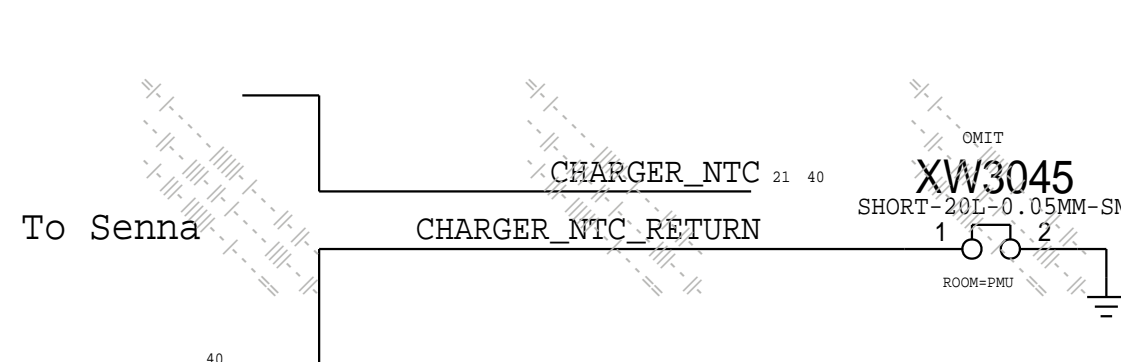 OMIT
CHARGER_NTC 21 40
XW3045
SHORT-20L-0.05MM-SM
To Senna
CHARGER_NTC_RETURN
1 2
ROOM=PMU
40